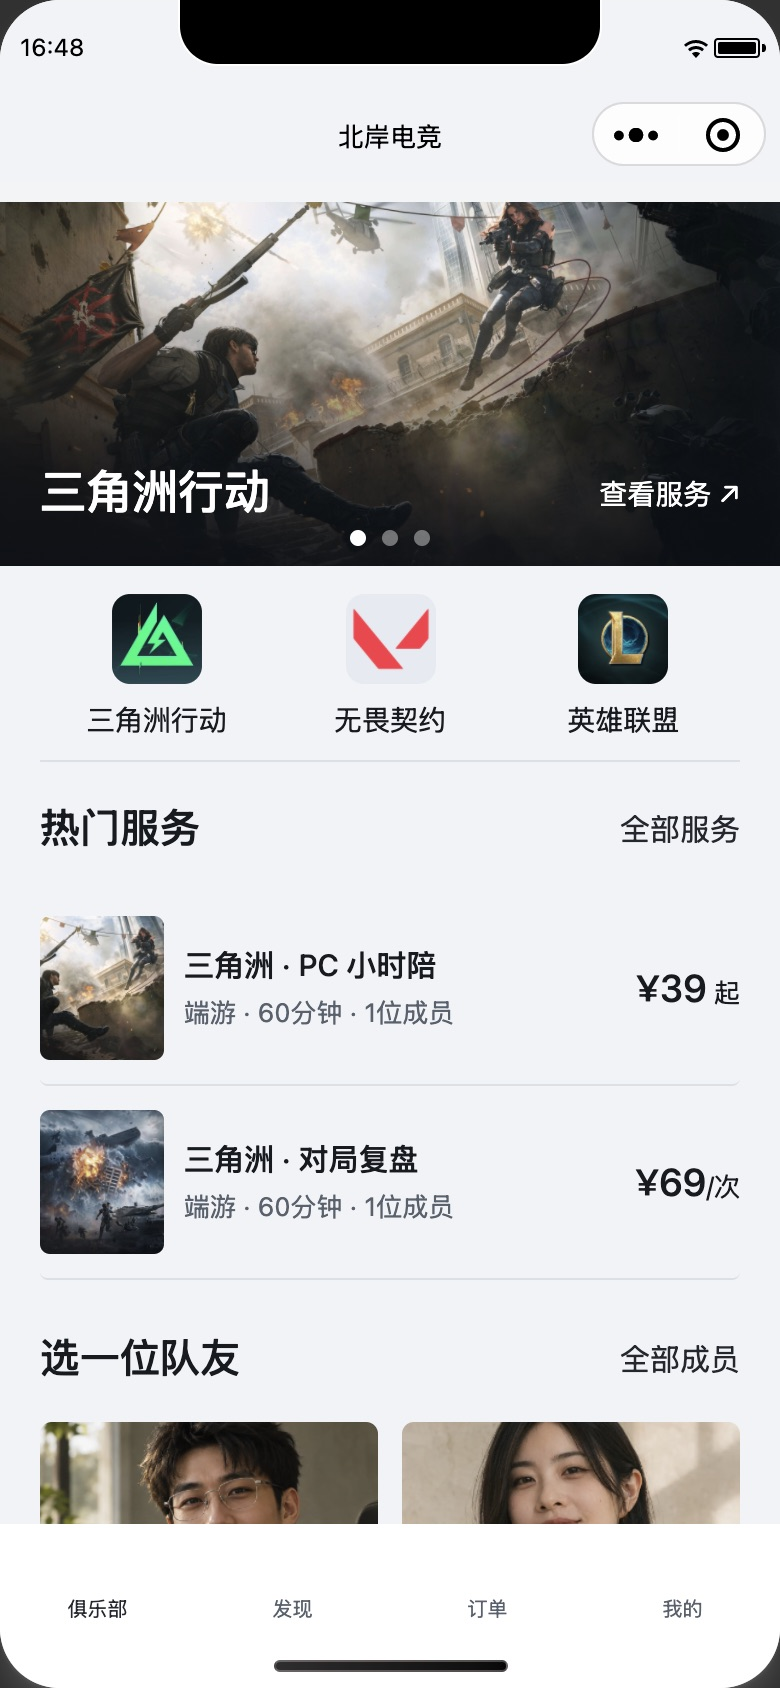 16:48
北岸电竞
三角洲行动
查看服务 ↗
三角洲行动
无畏契约
英雄联盟
热门服务
全部服务
三角洲 · PC 小时陪
端游 · 60分钟 · 1位成员
¥39 起
三角洲 · 对局复盘
端游 · 60分钟 · 1位成员
¥69/次
选一位队友
全部成员
俱乐部
发现
订单
我的